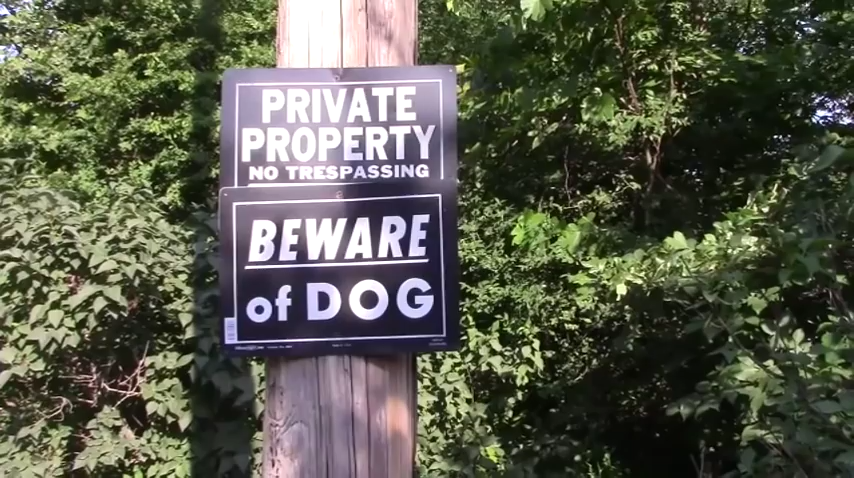 PRIVATE
PROPERTY
NO TRESPASSING
BEWARE
of DOG